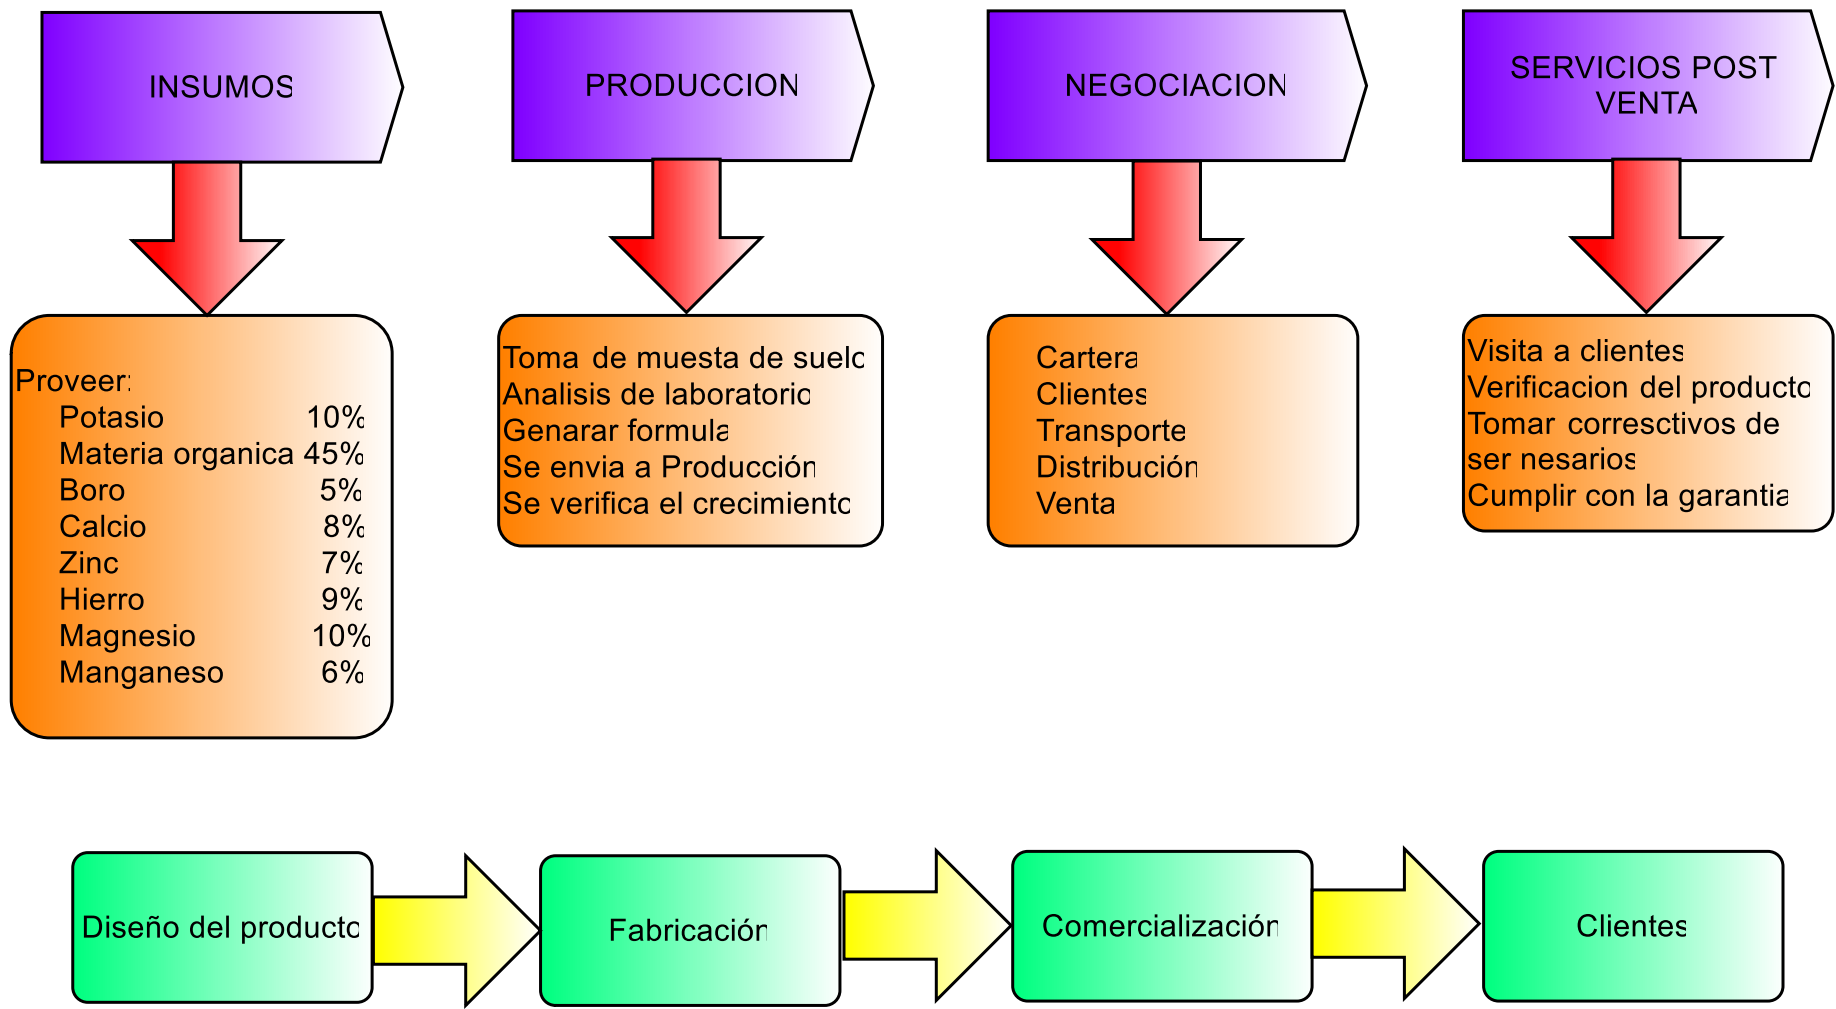 INSUMOS
PRODUCCION
NEGOCIACION
SERVICIOS POST
VENTA
Proveer:
Potasio 10%
Materia organica 45%
Boro 5%
Calcio 8%
Zinc 7%
Hierro 9%
Magnesio 10%
Manganeso 6%
Toma de muesta de suelo
Analisis de laboratorio
Genarar formula
Se envia a Producción
Se verifica el crecimiento
Cartera
Clientes
Transporte
Distribución
Venta
Visita a clientes
Verificacion del producto
Tomar corresctivos de
ser nesarios
Cumplir con la garantia
Diseño del producto
Fabricación
Comercialización
Clientes